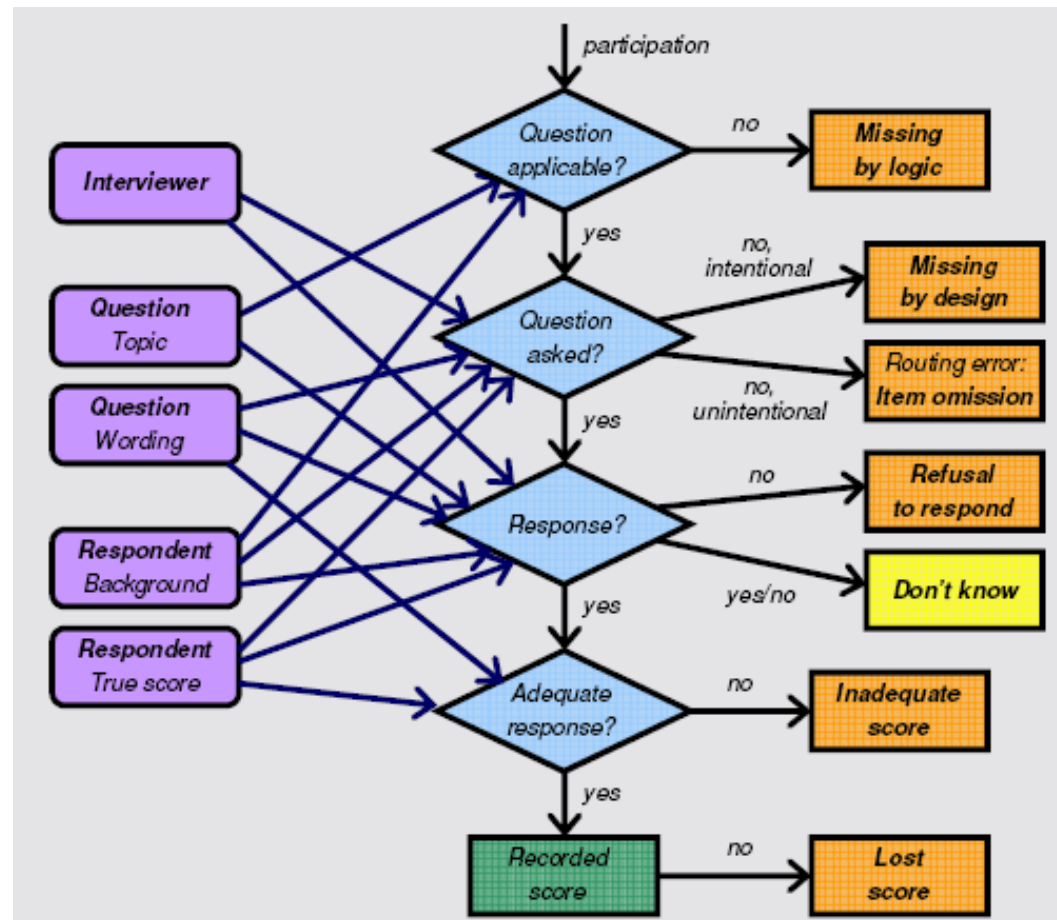 participation
Question
applicable?
no
Missing
by logic
Interviewer
yes
no,
intentional
Missing
by design
Question
Topic
Question
asked?
Routing error:
Item omission
no,
unintentional
Question
Wording
yes
no
Refusal
to respond
Response?
Respondent
Background
yes/no
Don't know
yes
Respondent
True score
Adequate
response?
no
Inadequate
score
yes
Recorded
score
no
Lost
score